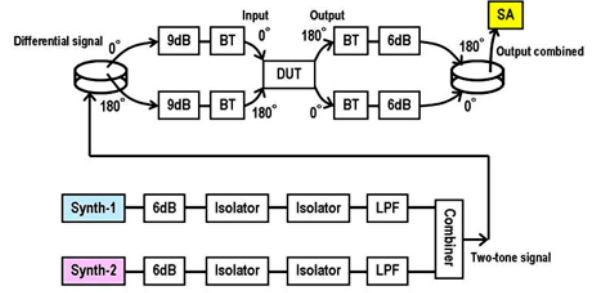 Input
Output
SA
Differential signal
0°
9dB
BT
0°
180°
BT
6dB
180°
Output combined
DUT
180°
9dB
BT
180°
0°
BT
6dB
0°
Synth-1
6dB
Isolator
Isolator
LPF
Combiner
Two-tone signal
Synth-2
6dB
Isolator
Isolator
LPF